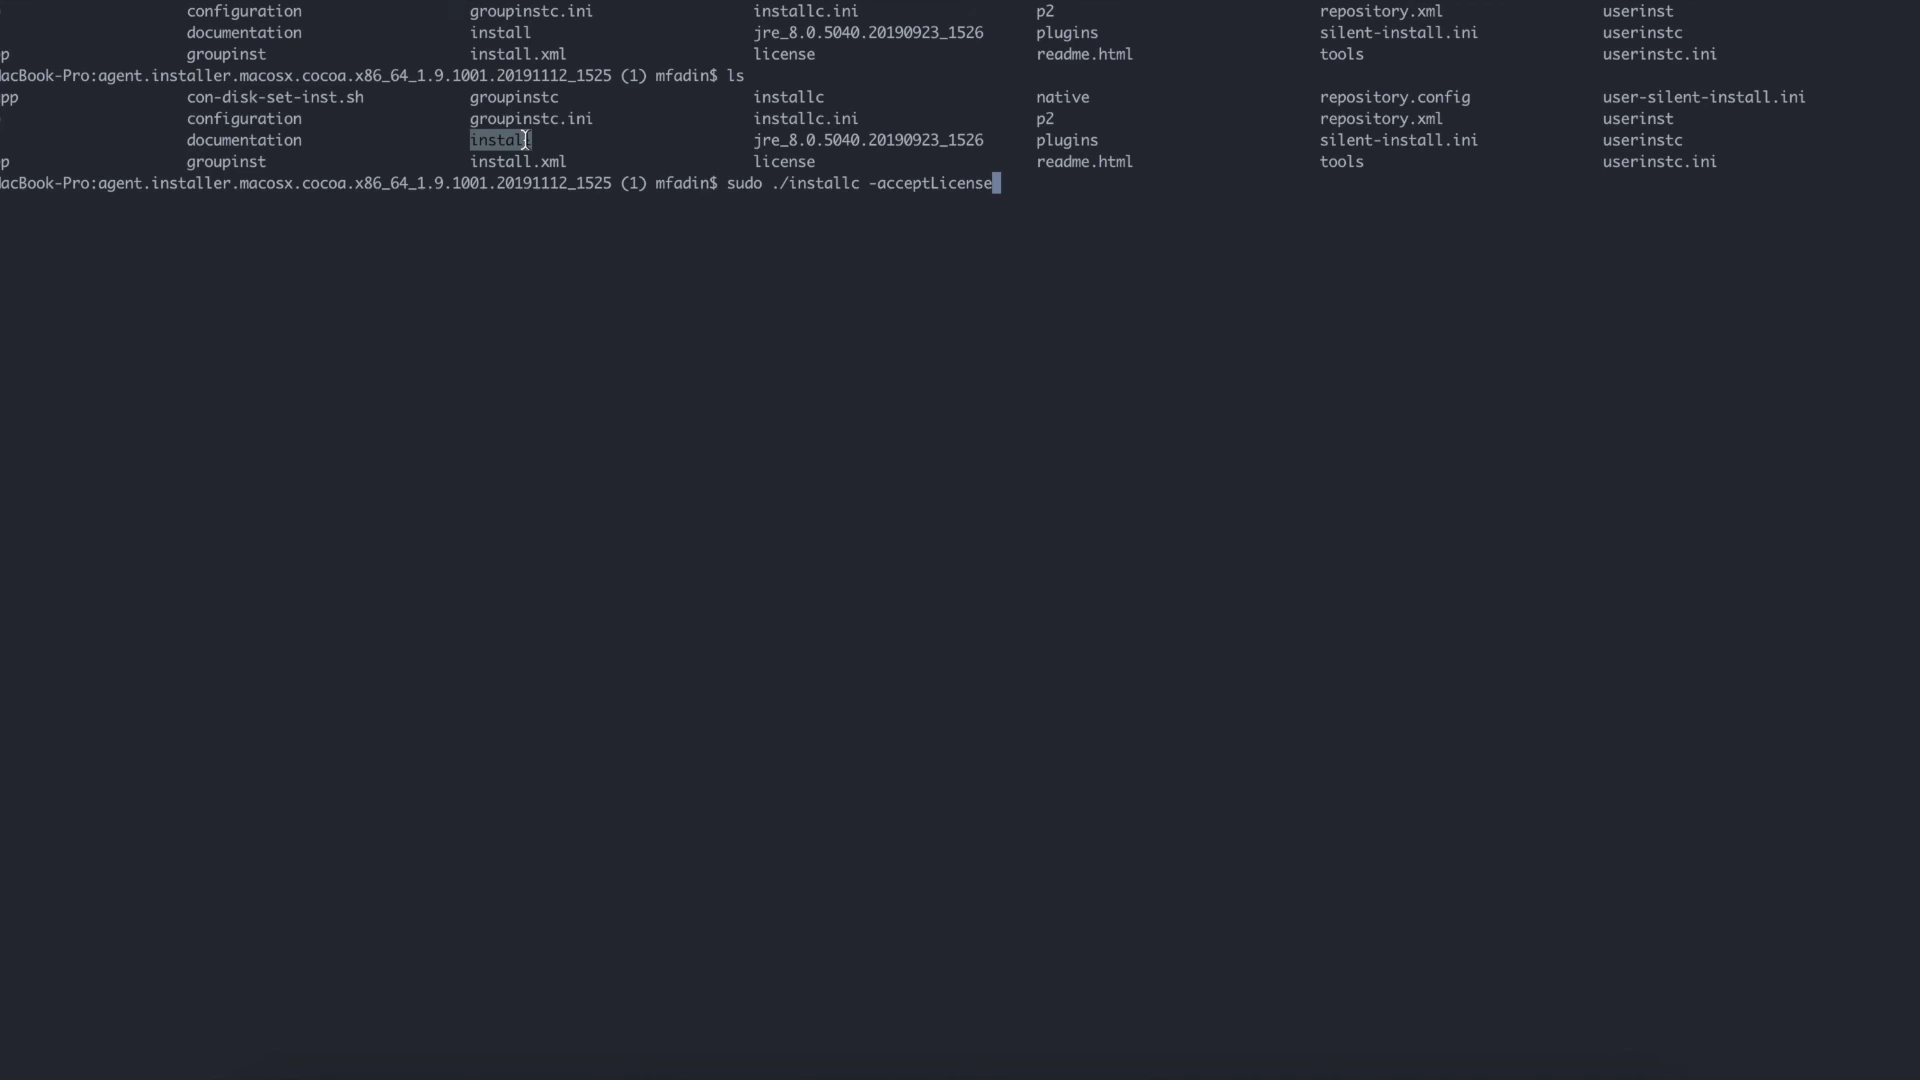 configuration groupinstc.ini installc.ini p2 repository.xml userinst
documentation install jre_8.0.5040.20190923_1526 plugins silent-install.ini userinstc
p groupinst install.xml license readme.html tools userinstc.ini
acBook-Pro:agent.installer.macosx.cocoa.x86_64_1.9.1001.20191112_1525 (1) mfadin$ ls
pp con-disk-set-inst.sh groupinstc installc native repository.config user-silent-install.ini
configuration groupinstc.ini installc.ini p2 repository.xml userinst
documentation install jre_8.0.5040.20190923_1526 plugins silent-install.ini userinstc
p groupinst install.xml license readme.html tools userinstc.ini
acBook-Pro:agent.installer.macosx.cocoa.x86_64_1.9.1001.20191112_1525 (1) mfadin$ sudo ./installc -acceptLicense